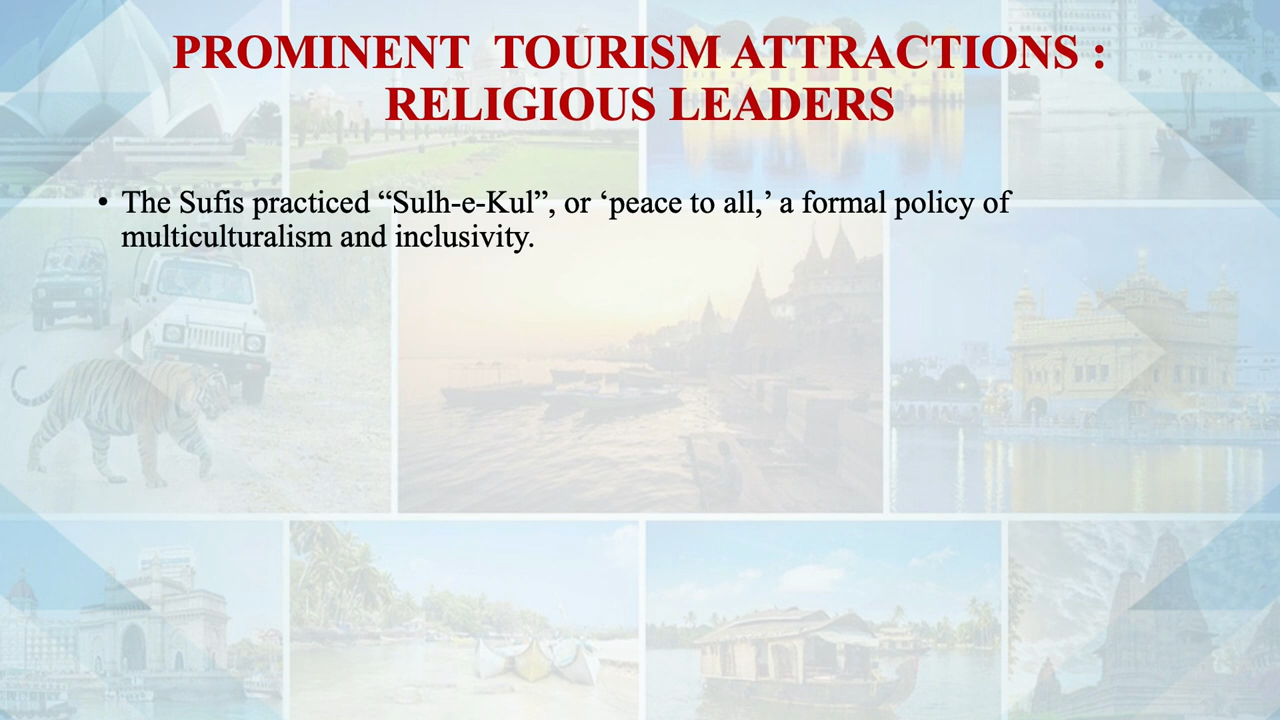 PROMINENT  TOURISM ATTRACTIONS :
RELIGIOUS LEADERS
• The Sufis practiced “Sulh-e-Kul”, or ‘peace to all,’ a formal policy of
multiculturalism and inclusivity.